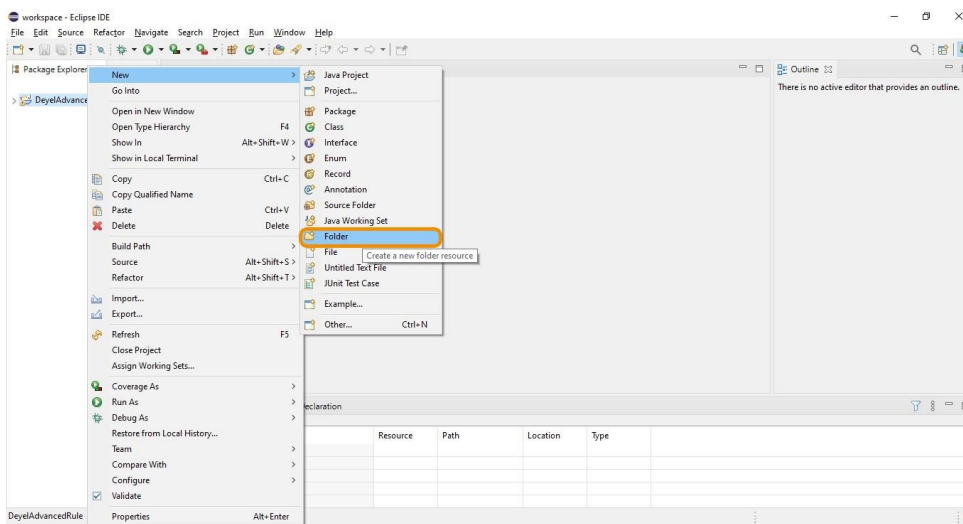 workspace - Eclipse IDE
File Edit Source Refactor Navigate Search Project Run Window Help
Package Explorer
DeyelAdvance
New
Go Into
Open in New Window
Open Type Hierarchy F4
Show In Alt+Shift+W >
Show in Local Terminal
Copy Ctrl+C
Copy Qualified Name
Paste Ctrl+V
Delete Delete
Build Path
Source Alt+Shift+S >
Refactor Alt+Shift+T >
Import...
Export...
Refresh F5
Close Project
Assign Working Sets...
Coverage As
Run As
Debug As
Restore from Local History...
Team
Compare With
Configure
Validate
Properties Alt+Enter
Java Project
Project...
Package
Class
Interface
Enum
Record
Annotation
Source Folder
Java Working Set
Folder
File
Create a new folder resource
Untitled Text File
JUnit Test Case
Example...
Other... Ctrl+N
Outline
There is no active editor that provides an outline.
eclaration
Resource Path Location Type
DeyelAdvancedRule